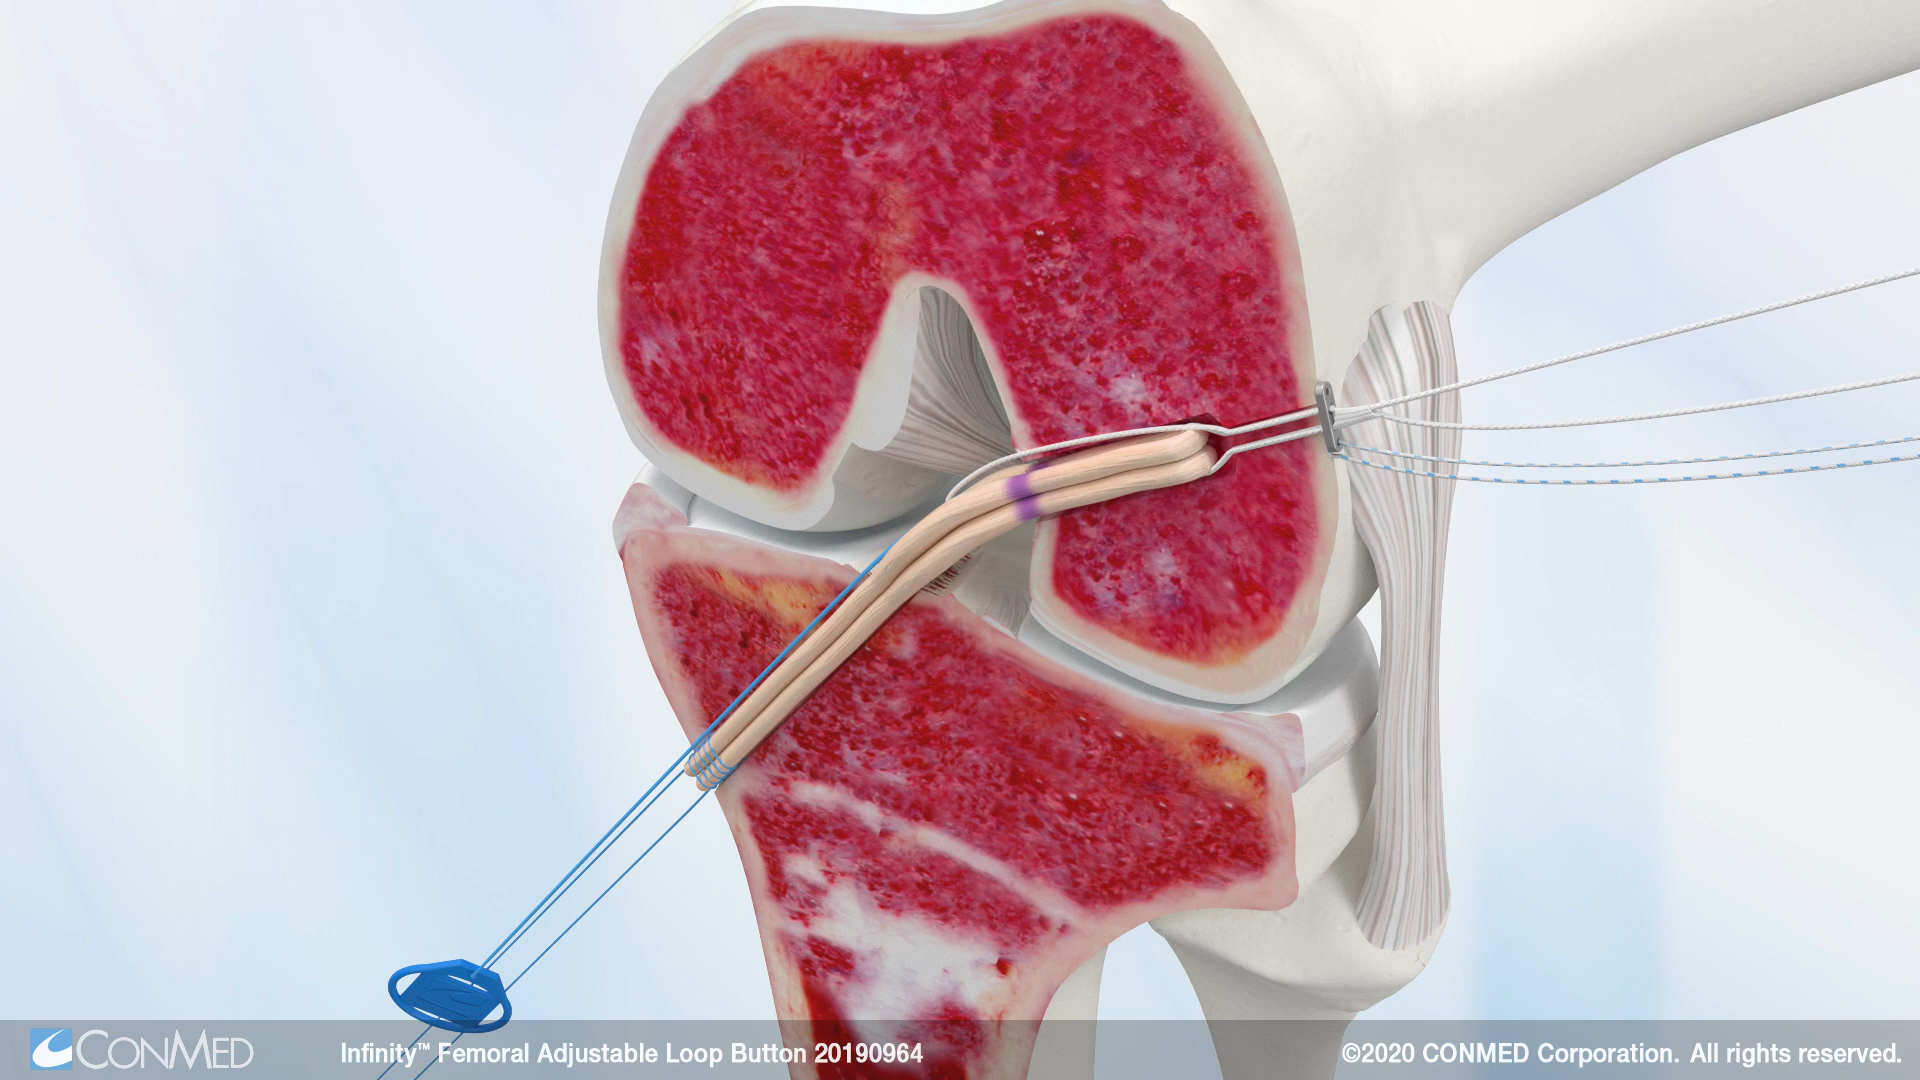 CONMED
Infinity™ Femoral Adjustable Loop Button 20190964
©2020 CONMED Corporation. All rights reserved.